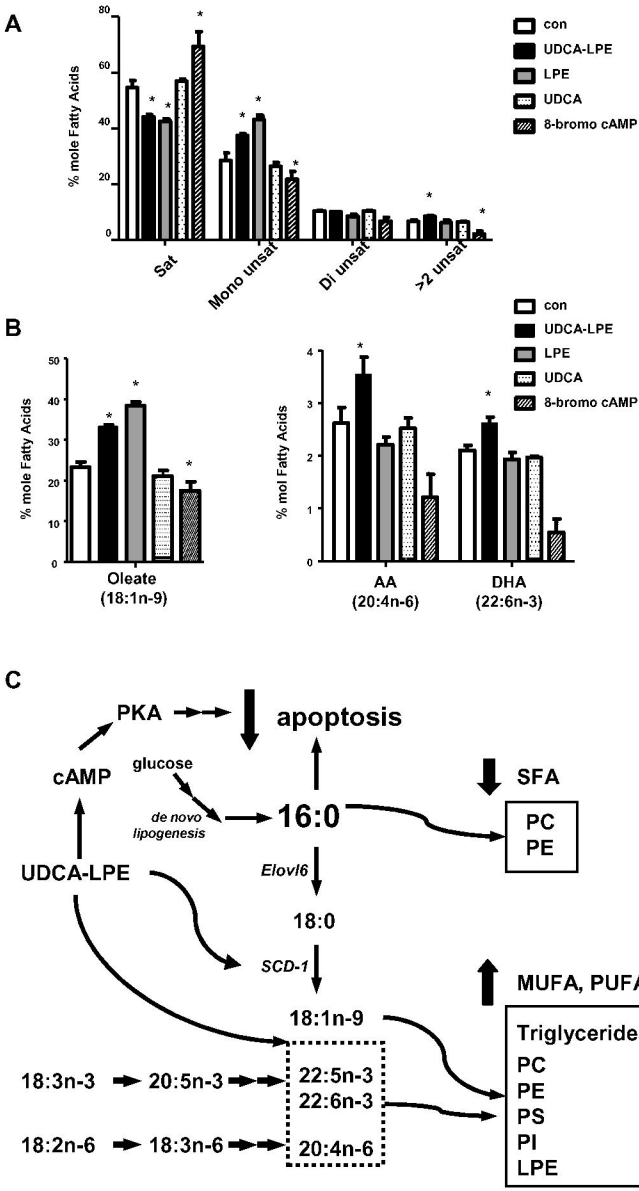 A
% mole Fatty Acids
60
40
20
0
* * *
* * *
* *
Sat
Mono unsat
Di unsat
>2 unsat
con
UDCA-LPE
LPE
UDCA
8-bromo cAMP
B
% mole Fatty Acids
50
40
30
20
10
0
* * *
Oleate
(18:1n-9)
con
UDCA-LPE
LPE
UDCA
8-bromo cAMP
% mol Fatty Acids
4
3
2
1
0
* *
AA
(20:4n-6)
DHA
(22:6n-3)
C
PKA
apoptosis
cAMP
glucose
de novo
lipogenesis
16:0
SFA
PC
PE
UDCA-LPE
Elovl6
18:0
SCD-1
18:1n-9
MUFA, PUFA
Triglyceride
PC
PE
PS
PI
LPE
18:3n-3
20:5n-3
22:5n-3
22:6n-3
18:2n-6
18:3n-6
20:4n-6